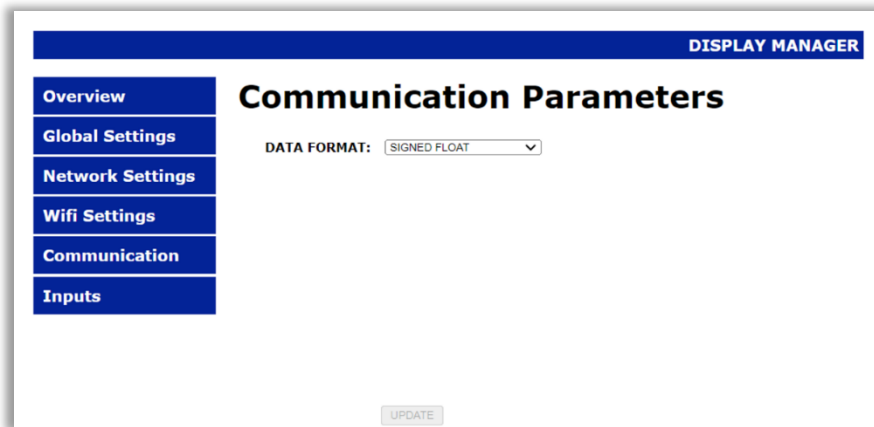 DISPLAY MANAGER
Overview
Global Settings
Network Settings
Wifi Settings
Communication
Inputs
Communication Parameters
DATA FORMAT: SIGNED FLOAT
UPDATE